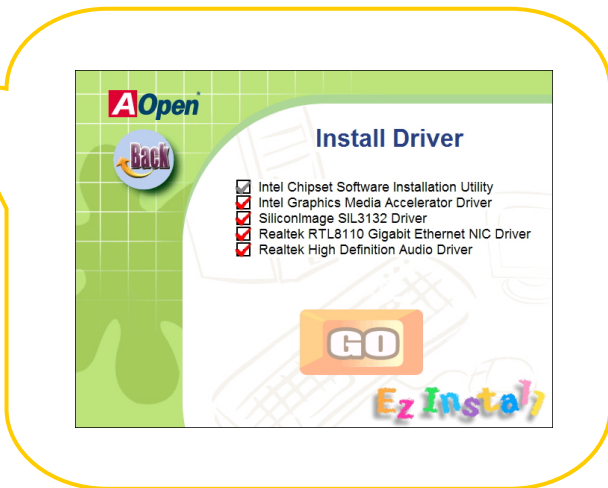 AOpen
Back
Install Driver
Intel Chipset Software Installation Utility
Intel Graphics Media Accelerator Driver
SiliconImage SIL3132 Driver
Realtek RTL8110 Gigabit Ethernet NIC Driver
Realtek High Definition Audio Driver
GO
Ez Install